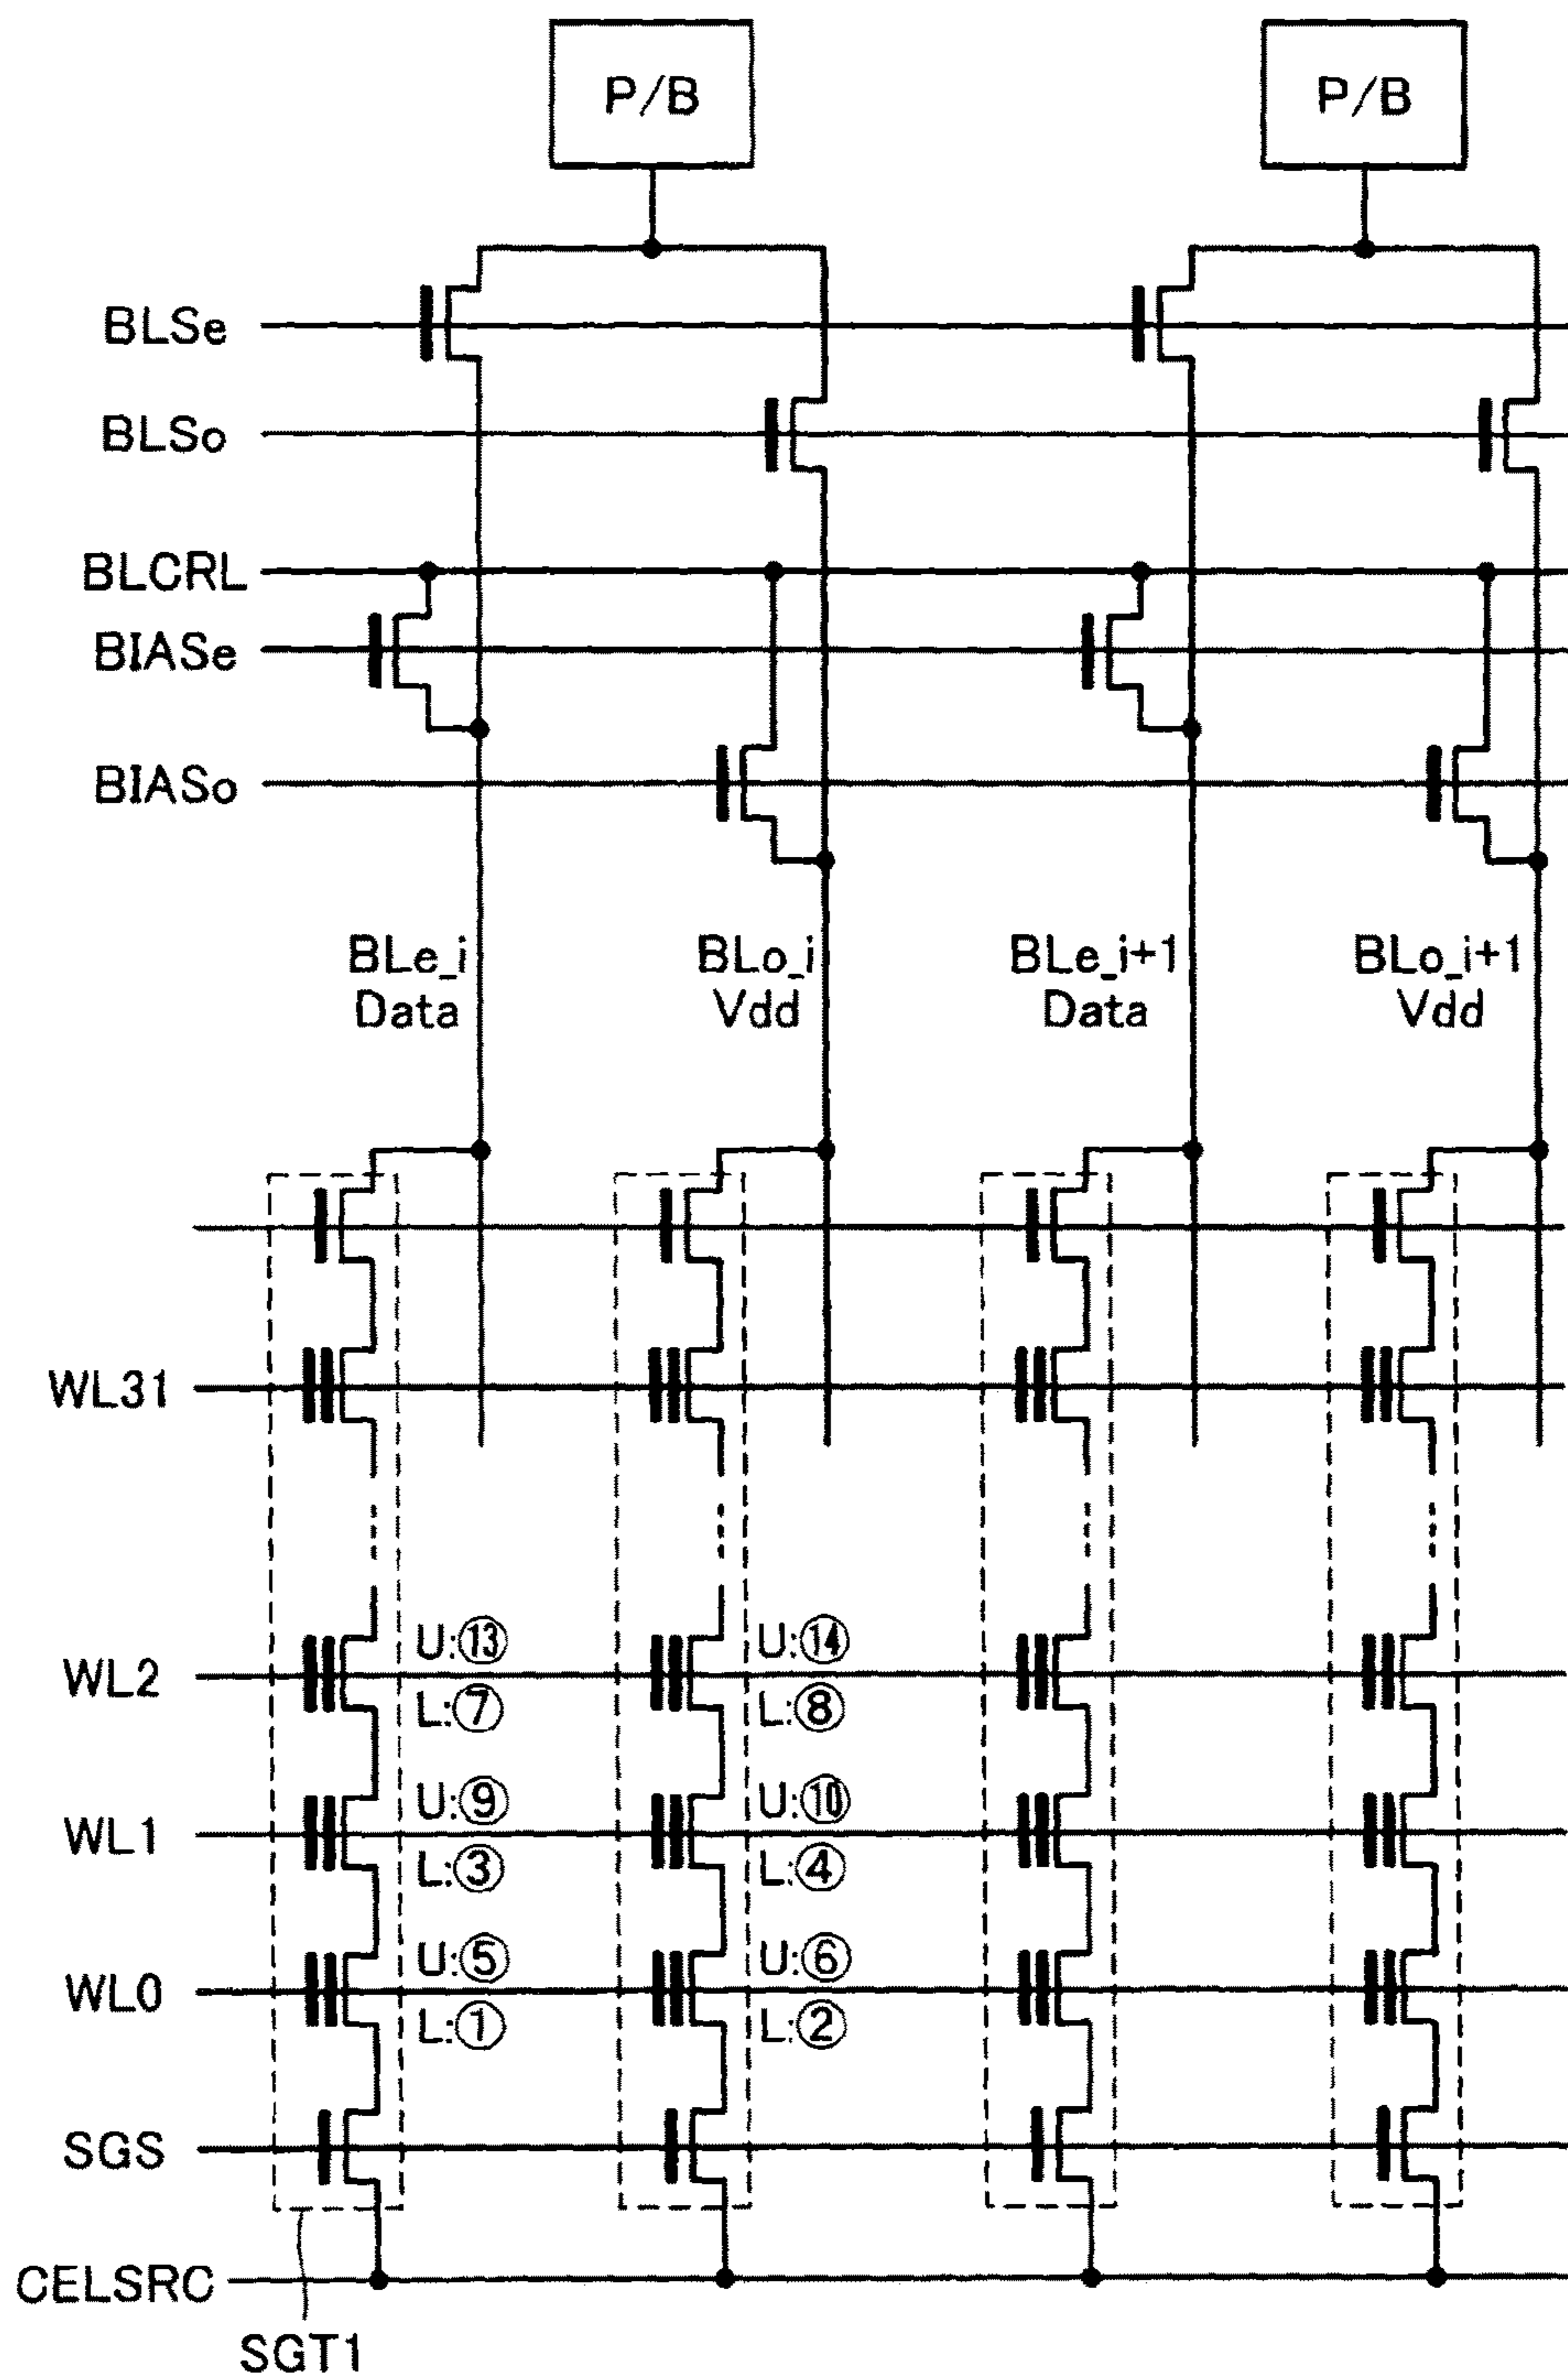 P/B P/B
BLSe
BLSo
BLCRL
BIASe
BIASo
BLe_i BLo_i BLe_i+1 BLo_i+1
Data Vdd Data Vdd
WL31
U:⑬ U:⑭
WL2
L:⑦ L:⑧
U:⑨ U:⑩
WL1
L:③ L:④
U:⑤ U:⑥
WL0
L:① L:②
SGS
CELSRC
SGT1